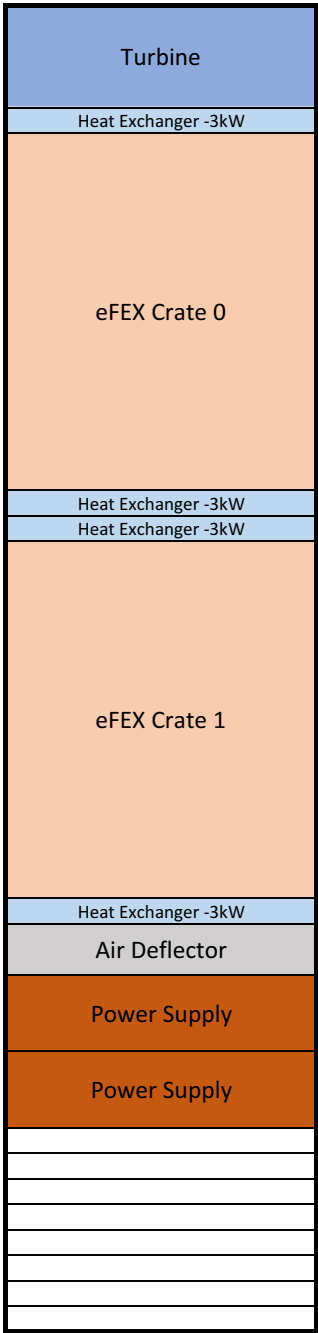 Turbine
Heat Exchanger -3kW
eFEX Crate 0
Heat Exchanger -3kW
Heat Exchanger -3kW
eFEX Crate 1
Heat Exchanger -3kW
Air Deflector
Power Supply
Power Supply